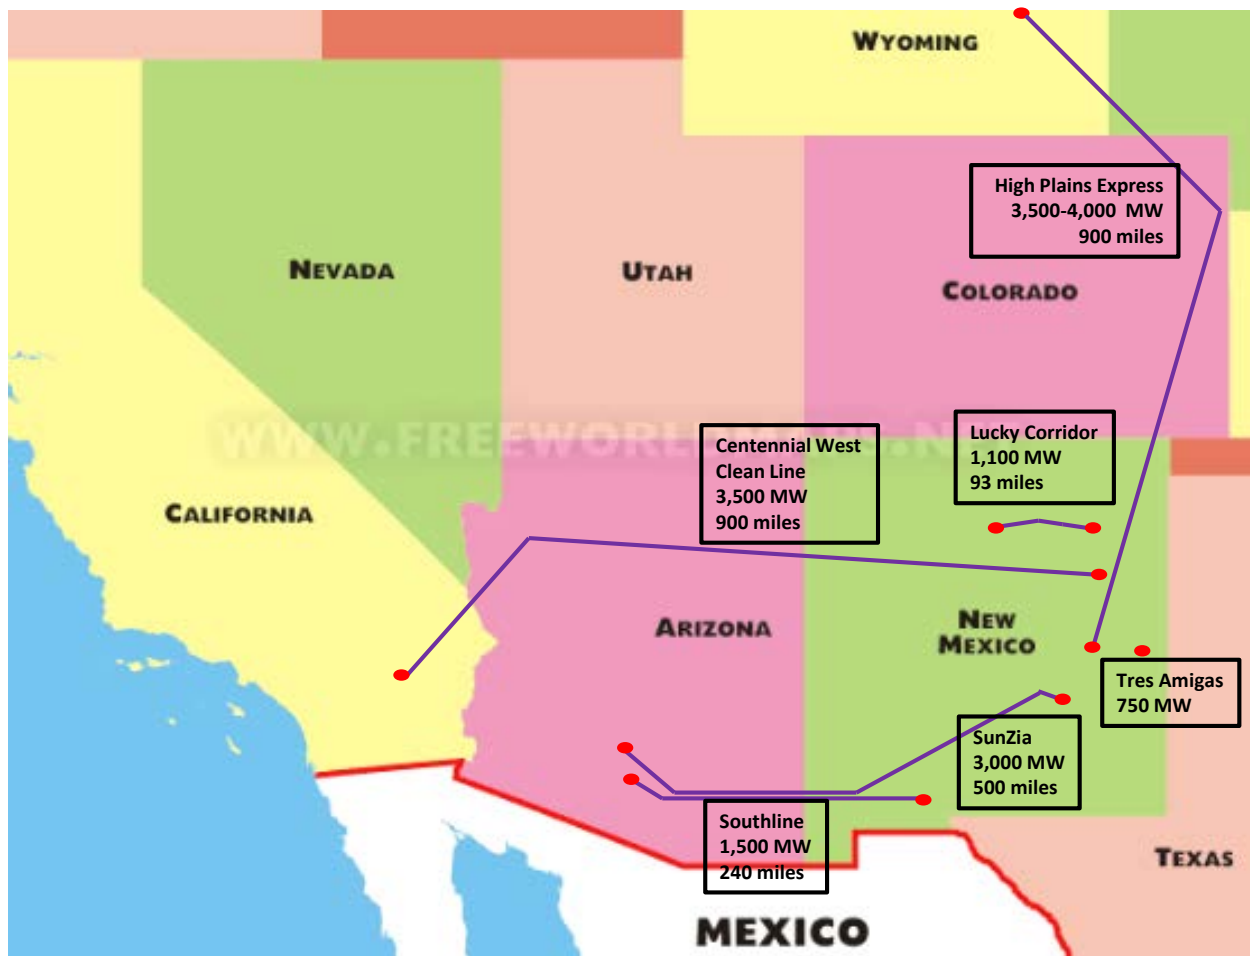 WYOMING
High Plains Express
3,500-4,000 MW
900 miles
NEVADA
UTAH
COLORADO
WWW.FREEWORLDMAPS.N
Centennial West
Clean Line
3,500 MW
900 miles
Lucky Corridor
1,100 MW
93 miles
CALIFORNIA
ARIZONA
NEW
MEXICO
Tres Amigas
750 MW
SunZia
3,000 MW
500 miles
Southline
1,500 MW
240 miles
TEXAS
MEXICO